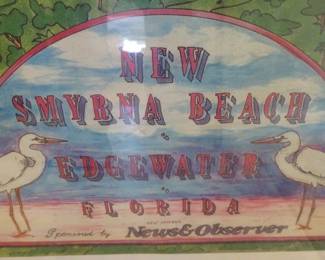 NEW
SMYRNA BEACH
EDGEWATER
FLORIDA
Sponsored by News & Observer